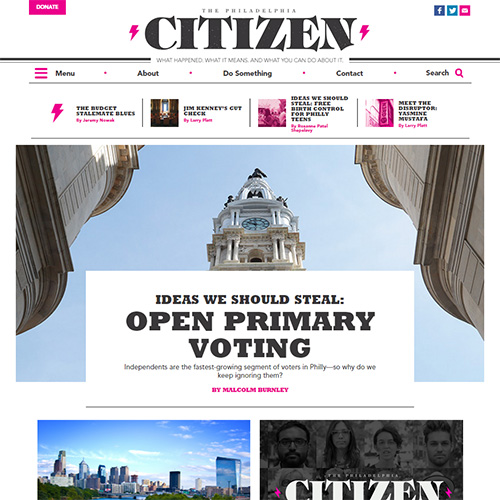 DONATE
THE PHILADELPHIA
CITIZEN
WHAT HAPPENED, WHAT IT MEANS, AND WHAT YOU CAN DO ABOUT IT.
Menu
About
Do Something
Contact
Search
THE BUDGET
STALEMATE BLUES
By Jeremy Nowak
JIM KENNEY'S GUT
CHECK
By Larry Platt
IDEAS WE SHOULD
STEAL: FREE
BIRTH CONTROL
FOR PHILLY
TEENS
By Roxanne Patel
Shepelavy
MEET THE
DISRUPTOR:
YASMINE
MUSTAFA
By Larry Platt
IDEAS WE SHOULD STEAL:
OPEN PRIMARY
VOTING
Independents are the fastest-growing segment of voters in Philly—so why do we
keep ignoring them?
BY MALCOLM BURNLEY
THE PHILADELPHIA
CITIZEN